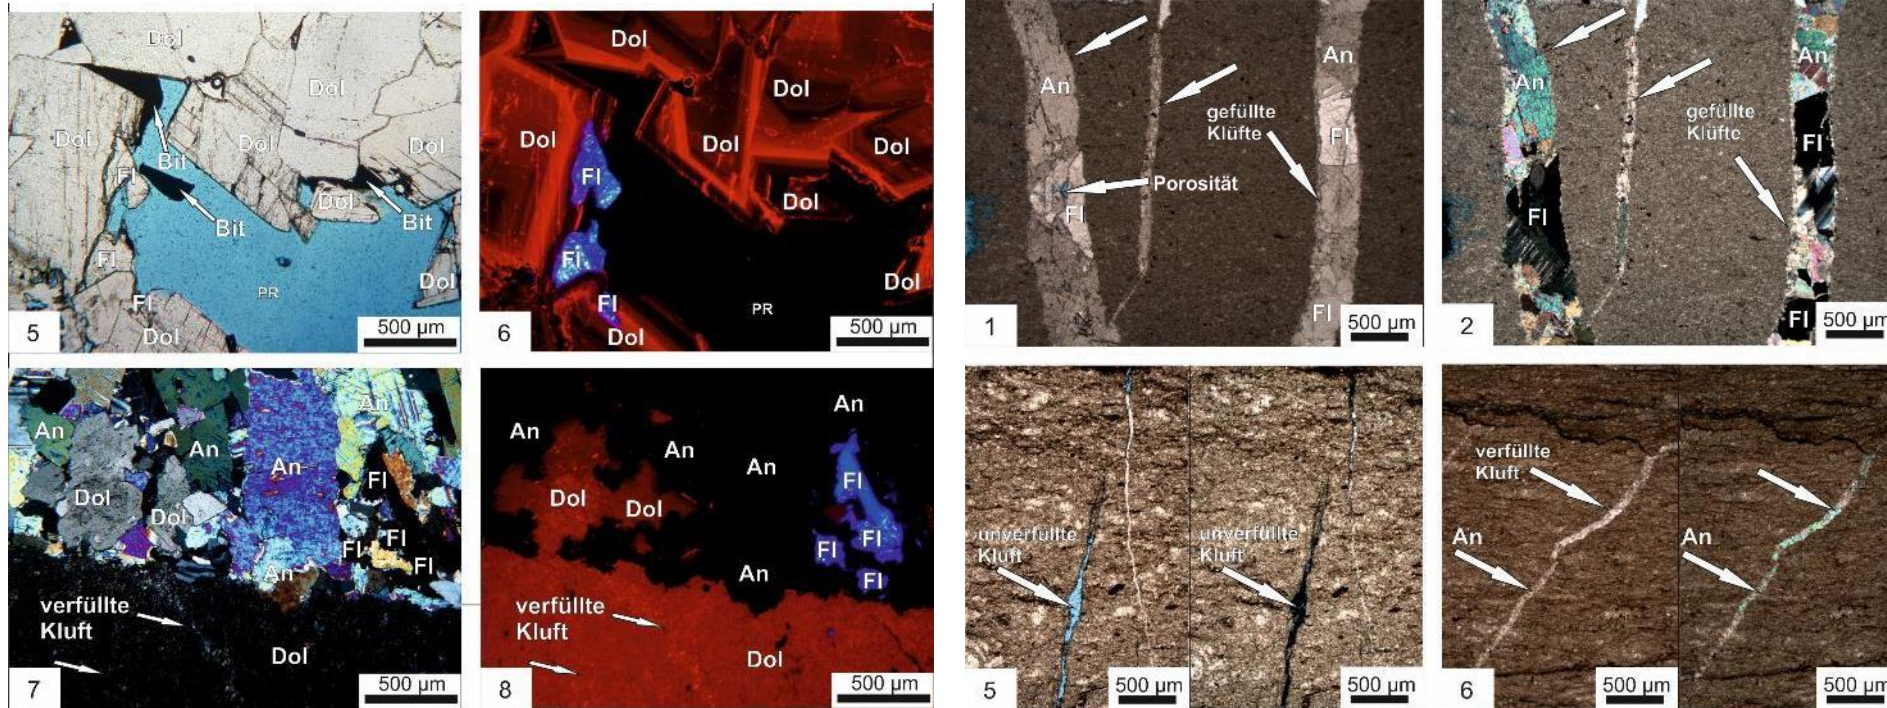 Dol
Dol
Dol
Dol
Dol
Bit
Fl
Dol
Bit
Bit
Fl
PR
Dol
Fl
Dol
5
500 µm
Dol
Dol
Dol
Dol
Dol
Fl
Dol
Fl
Fl
PR
Dol
Dol
6
500 µm
An
An
gefüllte
Klüfte
Fl
Porosität
Fl
Fl
1
500 µm
An
An
gefüllte
Klüfte
Fl
Fl
Fl
2
500 µm
An
An
An
An
Fl
Dol
Dol
Fl
Fl
Fl
An
verfüllte
Kluft
Dol
7
500 µm
An
An
An
An
Fl
Dol
Dol
Fl
Fl
Fl
An
verfüllte
Kluft
Dol
8
500 µm
unverfüllte
Kluft
unverfüllte
Kluft
5
500 µm
500 µm
verfüllte
Kluft
An
An
6
500 µm
500 µm